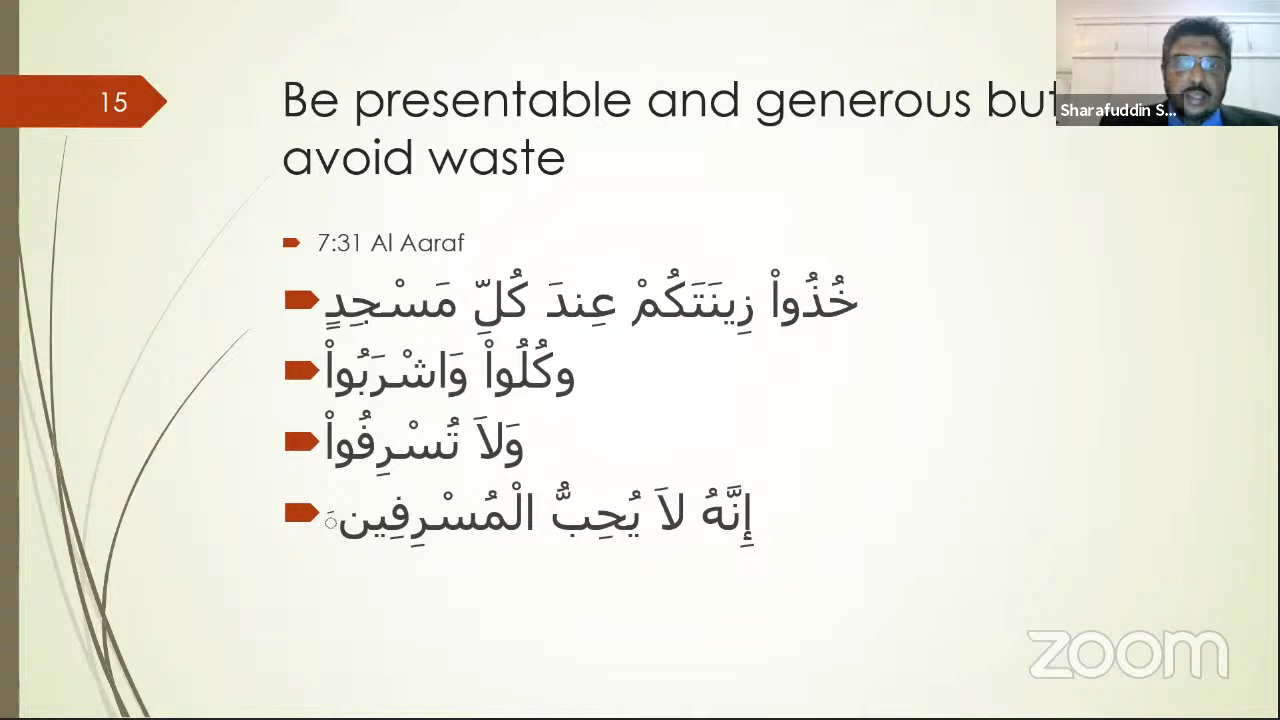 15
Be presentable and generous but
avoid waste
Sharafuddin S...
7:31 Al Aaraf
خُذُواْ زِينَتَكُمْ عِندَ كُلِّ مَسْجِدٍ
وكُلُواْ وَاشْرَبُواْ
وَلاَ تُسْرِفُواْ
إِنَّهُ لاَ يُحِبُّ الْمُسْرِفِين َ
zoom